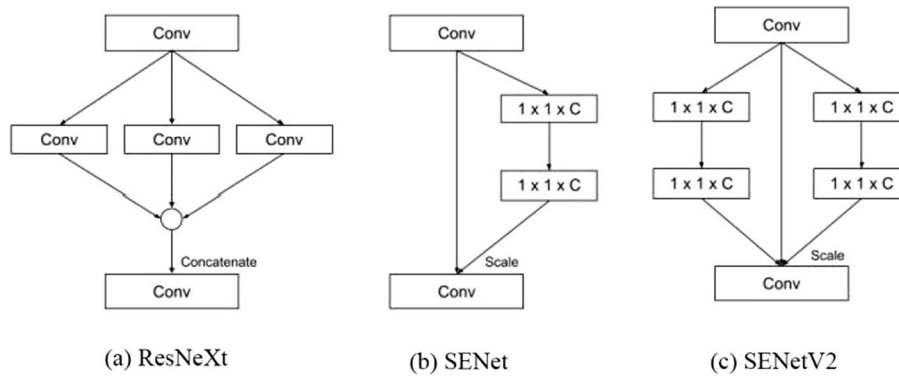 Conv
Conv
Conv
Conv
Concatenate
Conv
(a) ResNeXt
Conv
1 x 1 x C
1 x 1 x C
Scale
Conv
(b) SENet
Conv
1 x 1 x C
1 x 1 x C
1 x 1 x C
1 x 1 x C
Scale
Conv
(c) SENetV2